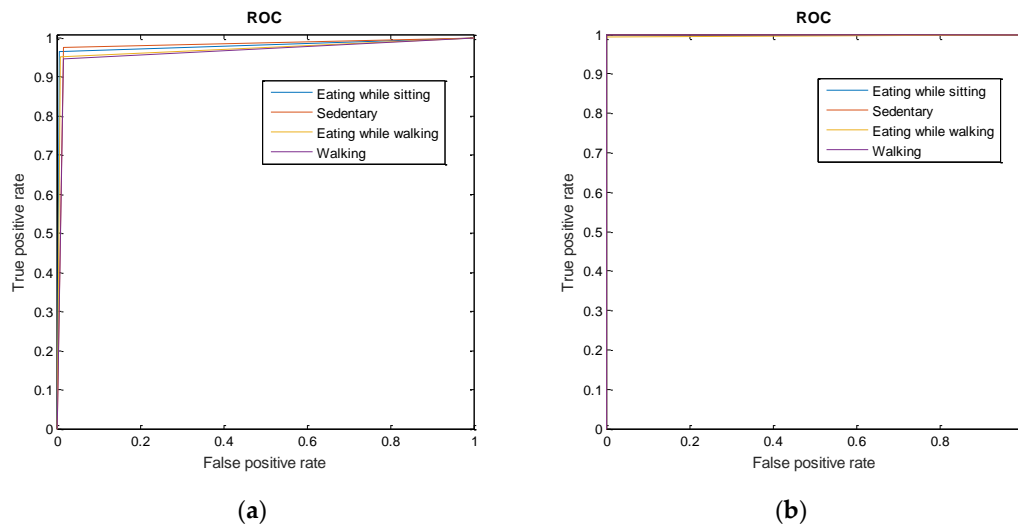 ROC
1
0.9
0.8
0.7
0.6
0.5
0.4
0.3
0.2
0.1
0
True positive rate
Eating while sitting
Sedentary
Eating while walking
Walking
0 0.2 0.4 0.6 0.8 1
False positive rate
(a)
ROC
1
0.9
0.8
0.7
0.6
0.5
0.4
0.3
0.2
0.1
0
True positive rate
Eating while sitting
Sedentary
Eating while walking
Walking
0 0.2 0.4 0.6 0.8
False positive rate
(b)